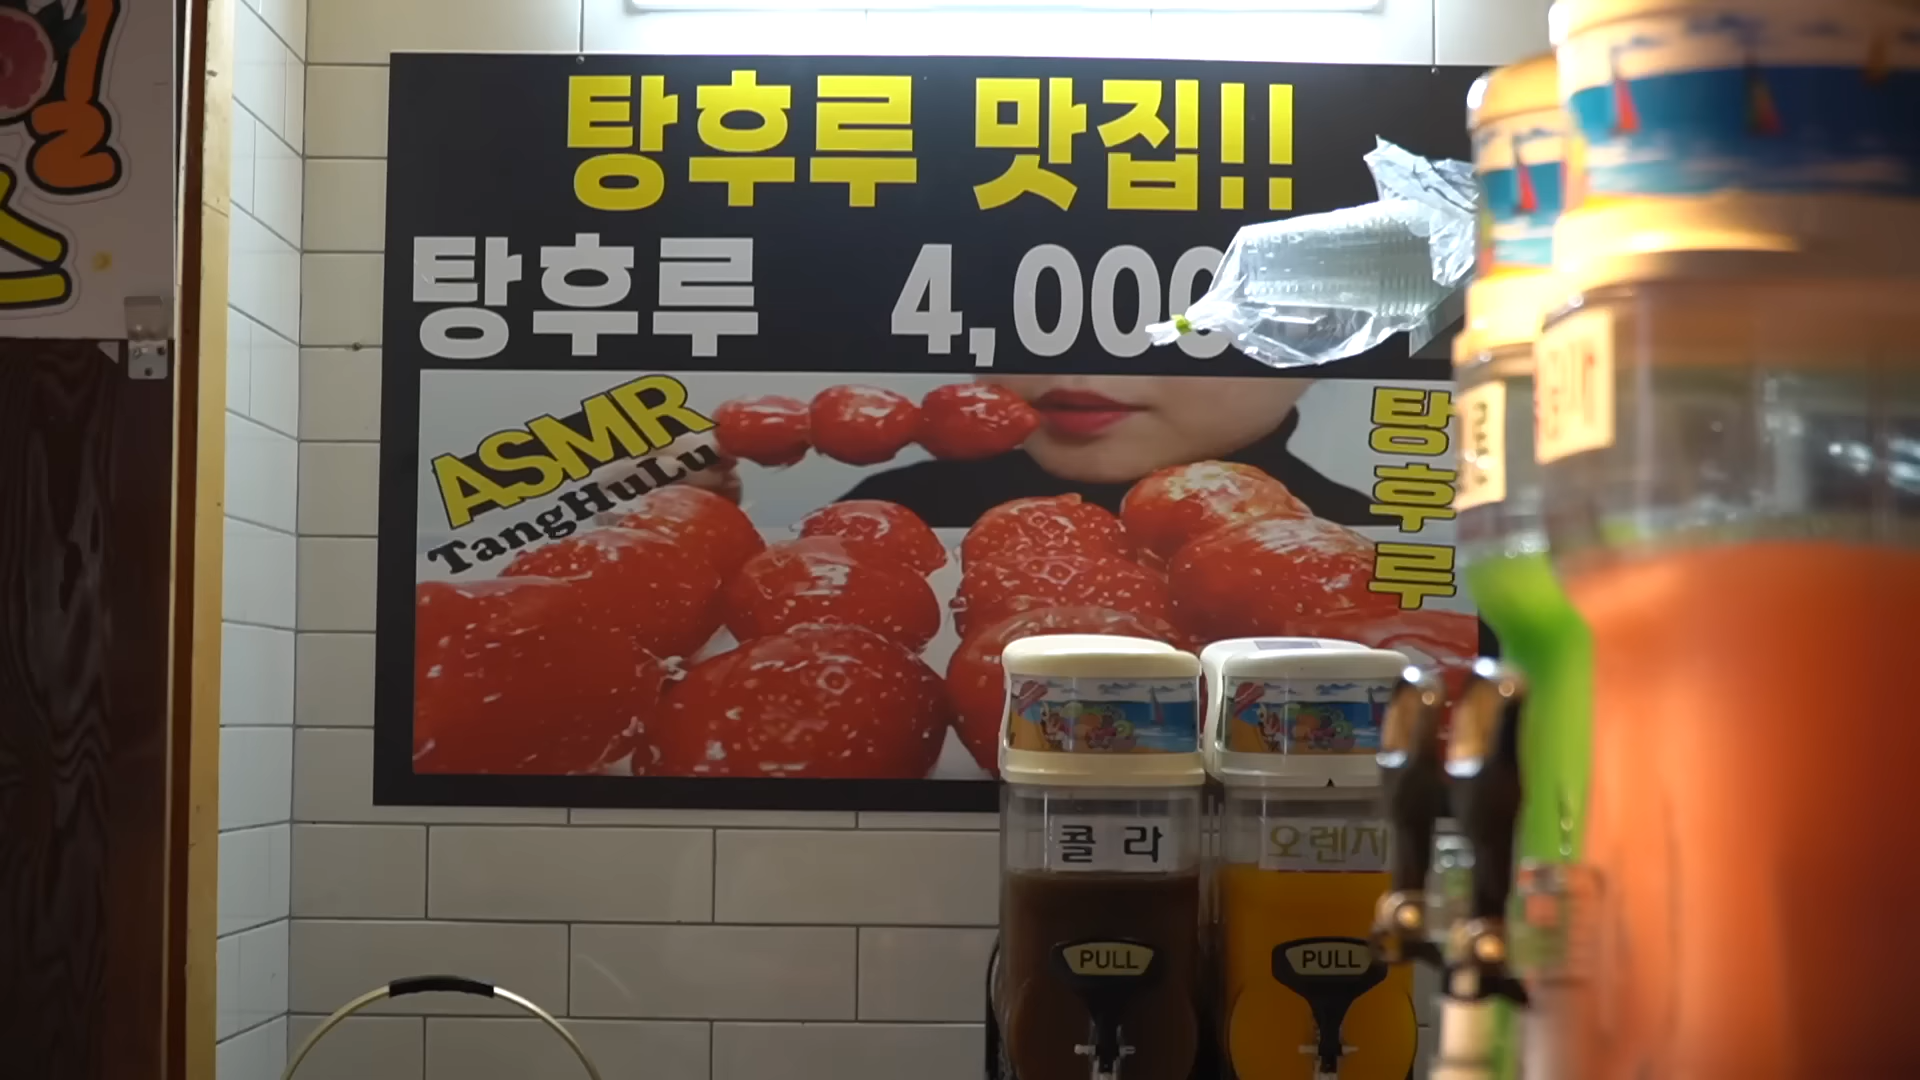 탕후루 맛집!!
탕후루 4,000
ASMR
TangHuLu
탕후루
콜라
오렌지
PULL
PULL